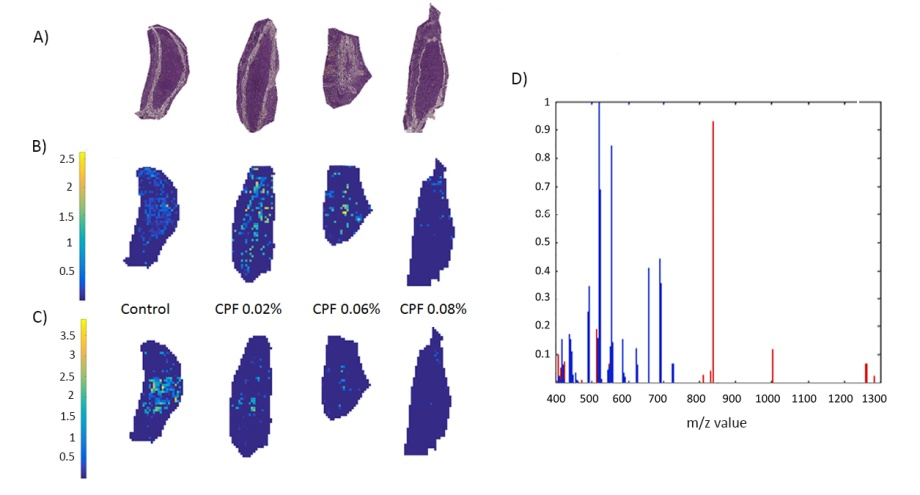 A)
B)
2.5
2
1.5
1
0.5
Control
CPF 0.02%
CPF 0.06%
CPF 0.08%
C)
3.5
3
2.5
2
1.5
1
0.5
D)
1
0.9
0.8
0.7
0.6
0.5
0.4
0.3
0.2
0.1
400 500 600 700 800 900 1000 1100 1200 1300
m/z value